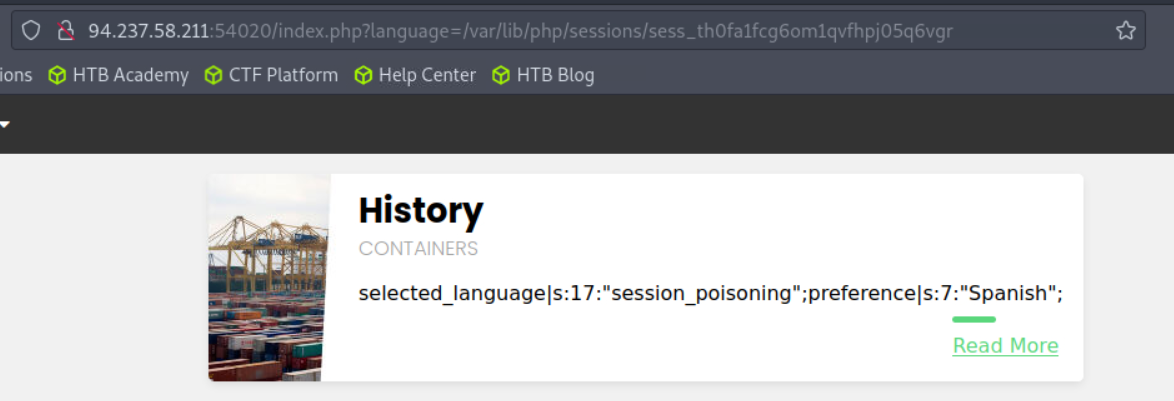 94.237.58.211:54020/index.php?language=/var/lib/php/sessions/sess_th0fa1fcg6om1qvfhpj05q6vgr
ions HTB Academy CTF Platform Help Center HTB Blog
History
CONTAINERS
selected_language|s:17:"session_poisoning";preference|s:7:"Spanish";
Read More